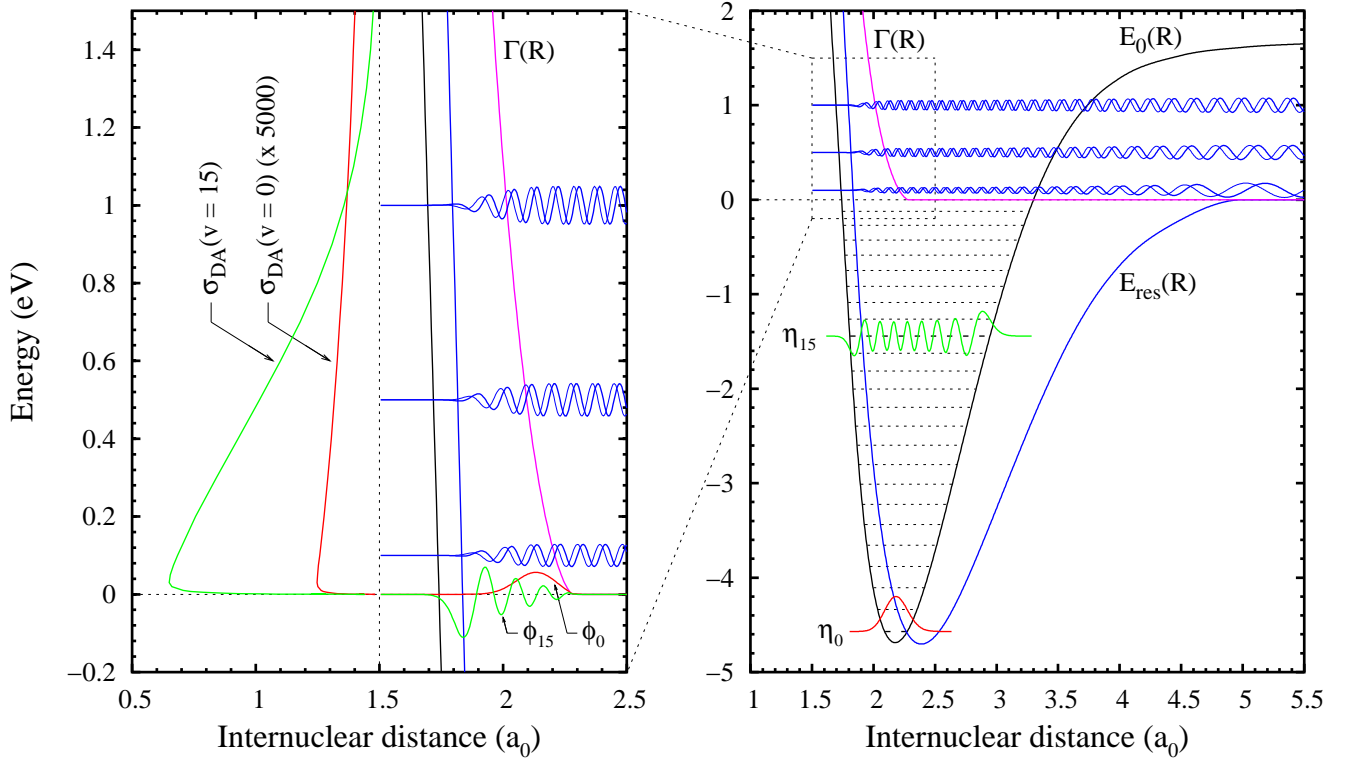 Energy (eV)
1.4
1.2
1
0.8
0.6
0.4
0.2
0
−0.2
0.5
1
1.5
2
2.5
Internuclear distance (a₀)
σ_DA(v = 15)
σ_DA(v = 0) (x 5000)
Γ(R)
ϕ₁₅
ϕ₀
2
1
0
−1
−2
−3
−4
−5
1
1.5
2
2.5
3
3.5
4
4.5
5
5.5
Internuclear distance (a₀)
Γ(R)
E₀(R)
E_res(R)
η₁₅
η₀